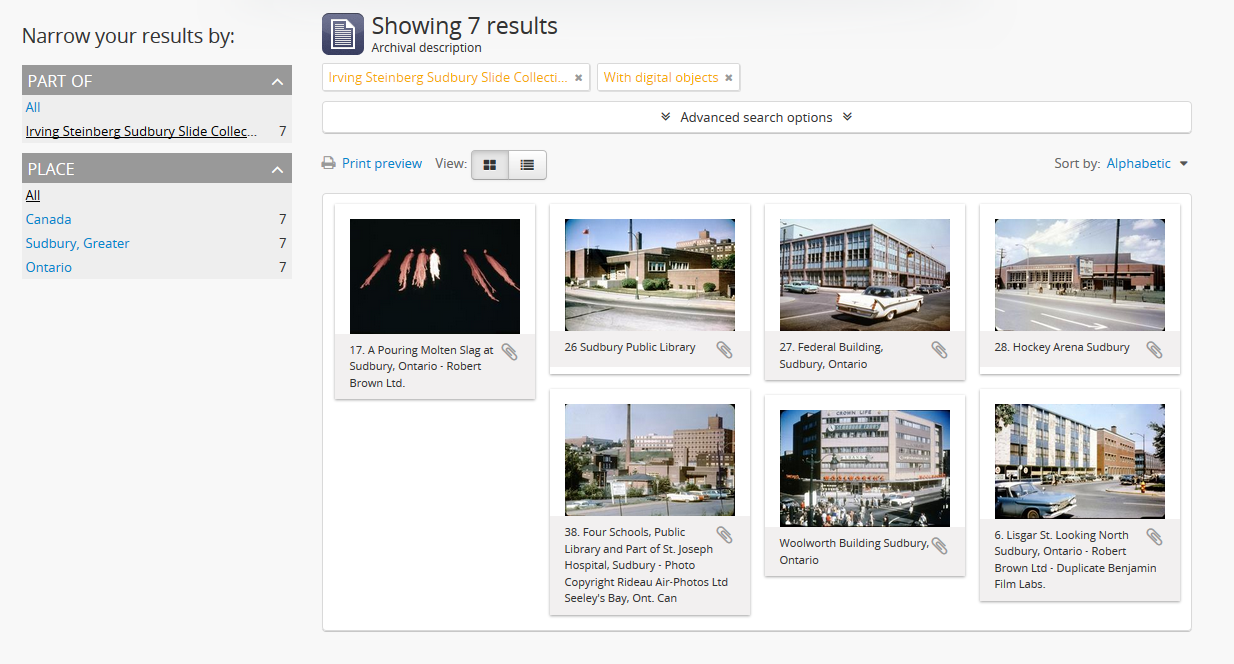 Narrow your results by:
PART OF
All
Irving Steinberg Sudbury Slide Collec... 7
PLACE
All
Canada 7
Sudbury, Greater 7
Ontario 7
Showing 7 results
Archival description
Irving Steinberg Sudbury Slide Collecti... ×
With digital objects ×
Advanced search options
Print preview View:
Sort by: Alphabetic
17. A Pouring Molten Slag at
Sudbury, Ontario - Robert
Brown Ltd.
26 Sudbury Public Library
27. Federal Building,
Sudbury, Ontario
28. Hockey Arena Sudbury
38. Four Schools, Public
Library and Part of St. Joseph
Hospital, Sudbury - Photo
Copyright Rideau Air-Photos Ltd
Seeley's Bay, Ont. Can
CROWN LIFE
WOOLWORTH'S
Woolworth Building Sudbury,
Ontario
6. Lisgar St. Looking North
Sudbury, Ontario - Robert
Brown Ltd - Duplicate Benjamin
Film Labs.